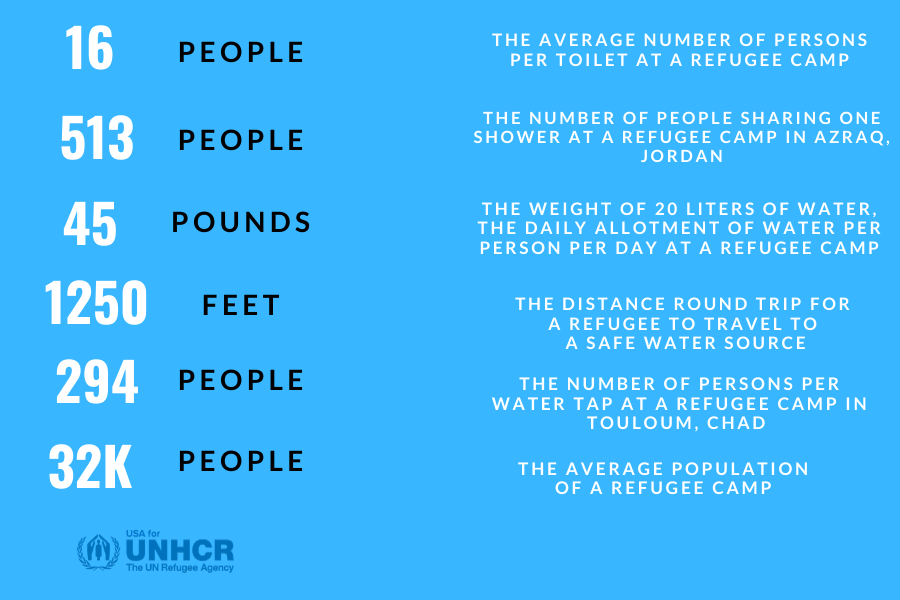 16 PEOPLE
THE AVERAGE NUMBER OF PERSONS
PER TOILET AT A REFUGEE CAMP
513 PEOPLE
THE NUMBER OF PEOPLE SHARING ONE
SHOWER AT A REFUGEE CAMP IN AZRAQ,
JORDAN
45 POUNDS
THE WEIGHT OF 20 LITERS OF WATER,
THE DAILY ALLOTMENT OF WATER PER
PERSON PER DAY AT A REFUGEE CAMP
1250 FEET
THE DISTANCE ROUND TRIP FOR
A REFUGEE TO TRAVEL TO
A SAFE WATER SOURCE
294 PEOPLE
THE NUMBER OF PERSONS PER
WATER TAP AT A REFUGEE CAMP IN
TOULOUM, CHAD
32K PEOPLE
THE AVERAGE POPULATION
OF A REFUGEE CAMP
USA for
UNHCR
The UN Refugee Agency